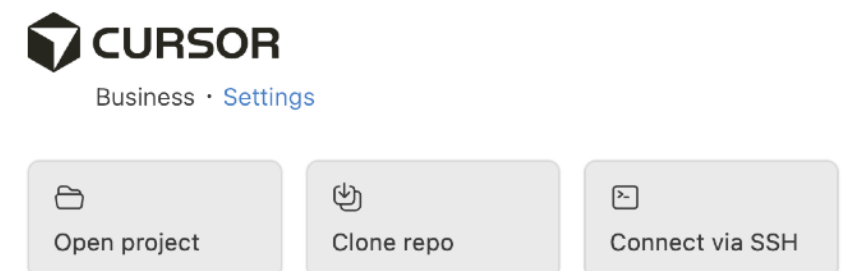 CURSOR
Business · Settings
Open project
Clone repo
Connect via SSH